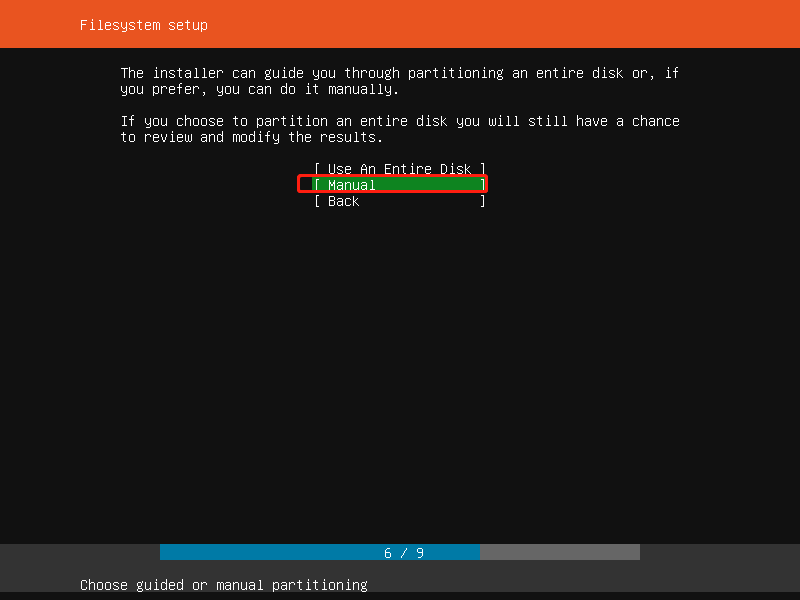 Filesystem setup
The installer can guide you through partitioning an entire disk or, if
you prefer, you can do it manually.
If you choose to partition an entire disk you will still have a chance
to review and modify the results.
[ Use An Entire Disk ]
[ Manual ]
[ Back ]
6 / 9
Choose guided or manual partitioning